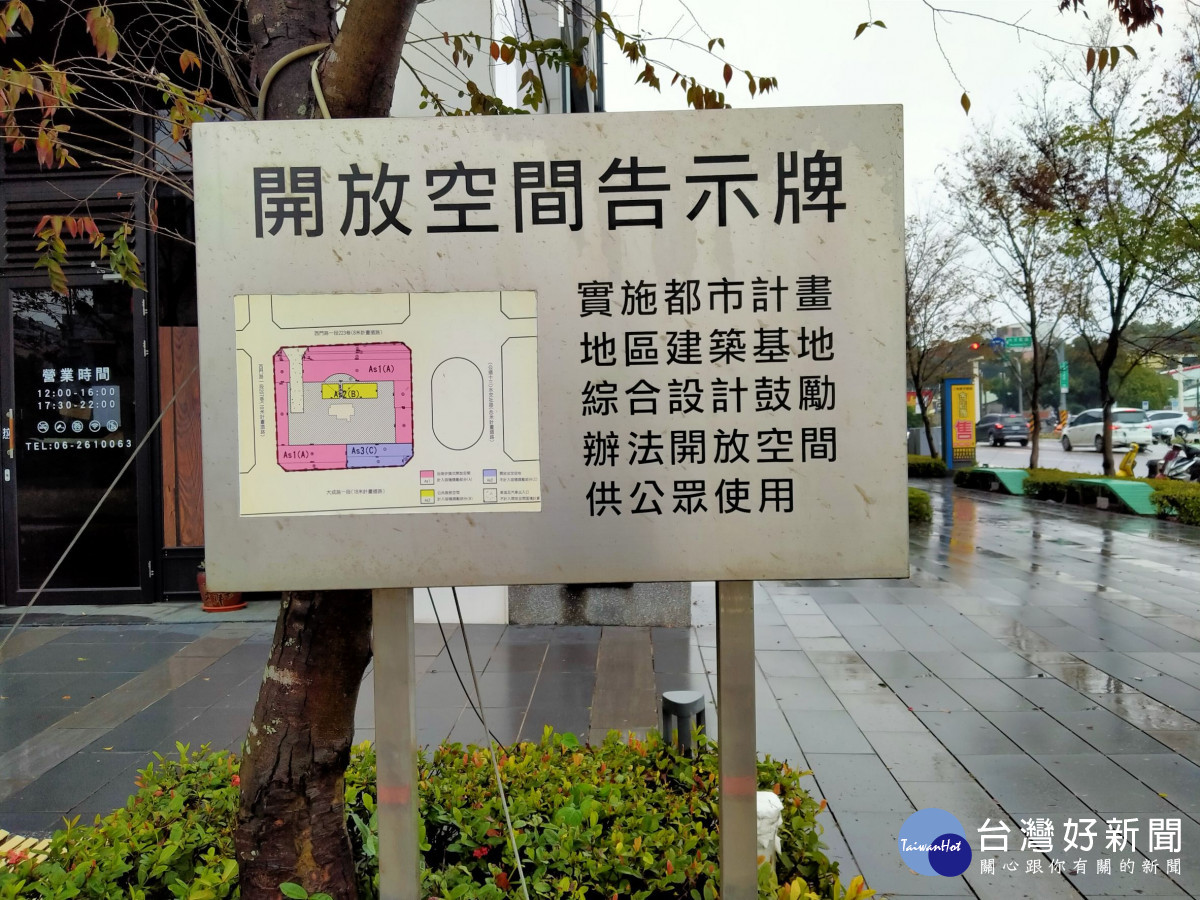 開放空間告示牌
實施都市計畫
地區建築基地
綜合設計鼓勵
辦法開放空間
供公眾使用
As1(A)
As2(B)
As1(A)
As3(C)
營業時間
12:00-16:00
17:30-22:00
TEL:06-2610063
拉
售
TaiwanHot
台灣好新聞
關心跟你有關的新聞